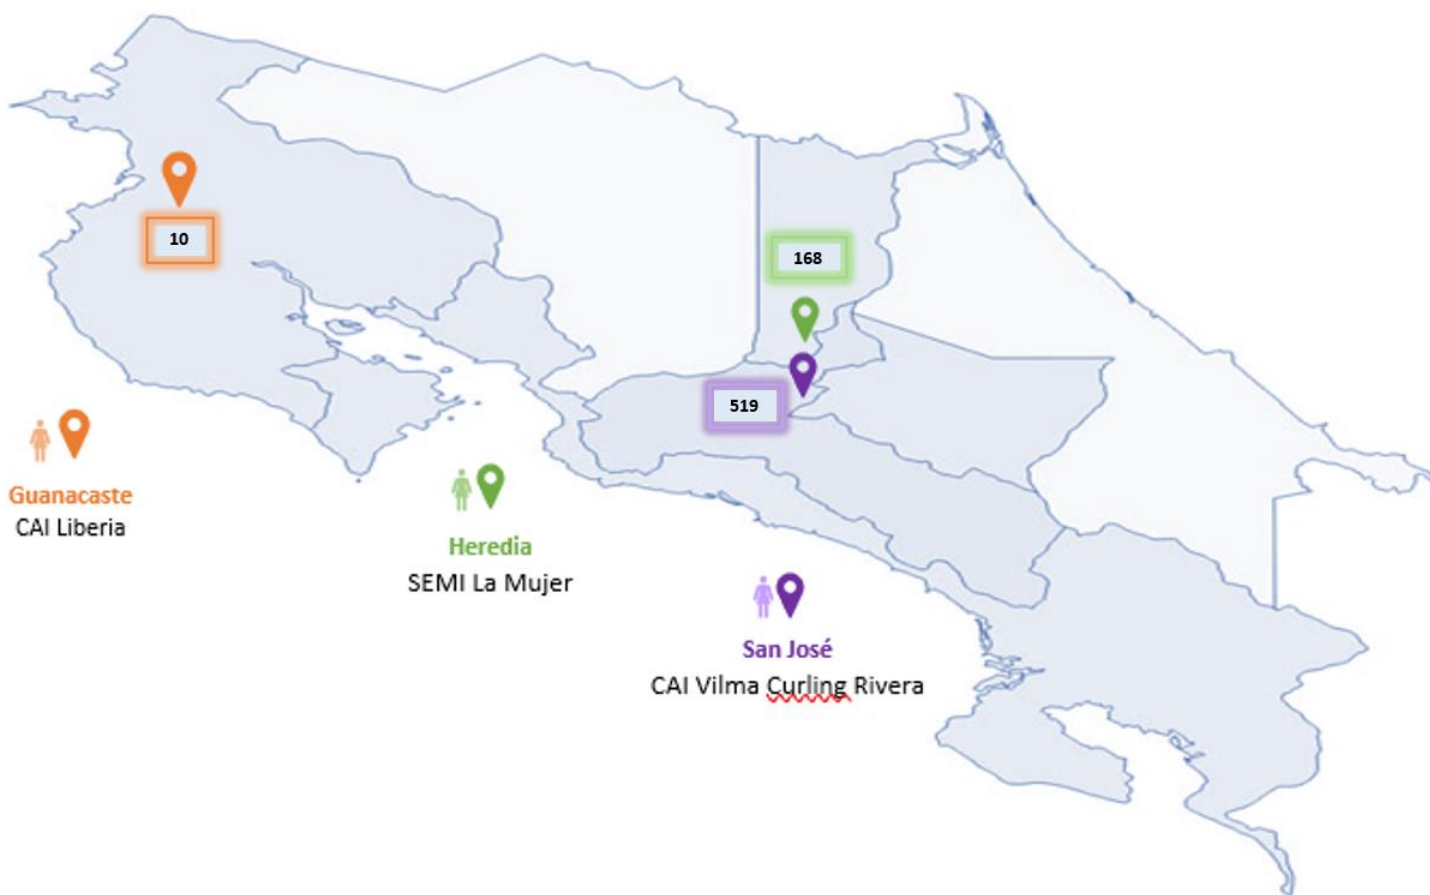 10
168
519
Guanacaste
CAI Liberia
Heredia
SEMI La Mujer
San José
CAI Vilma Curling Rivera